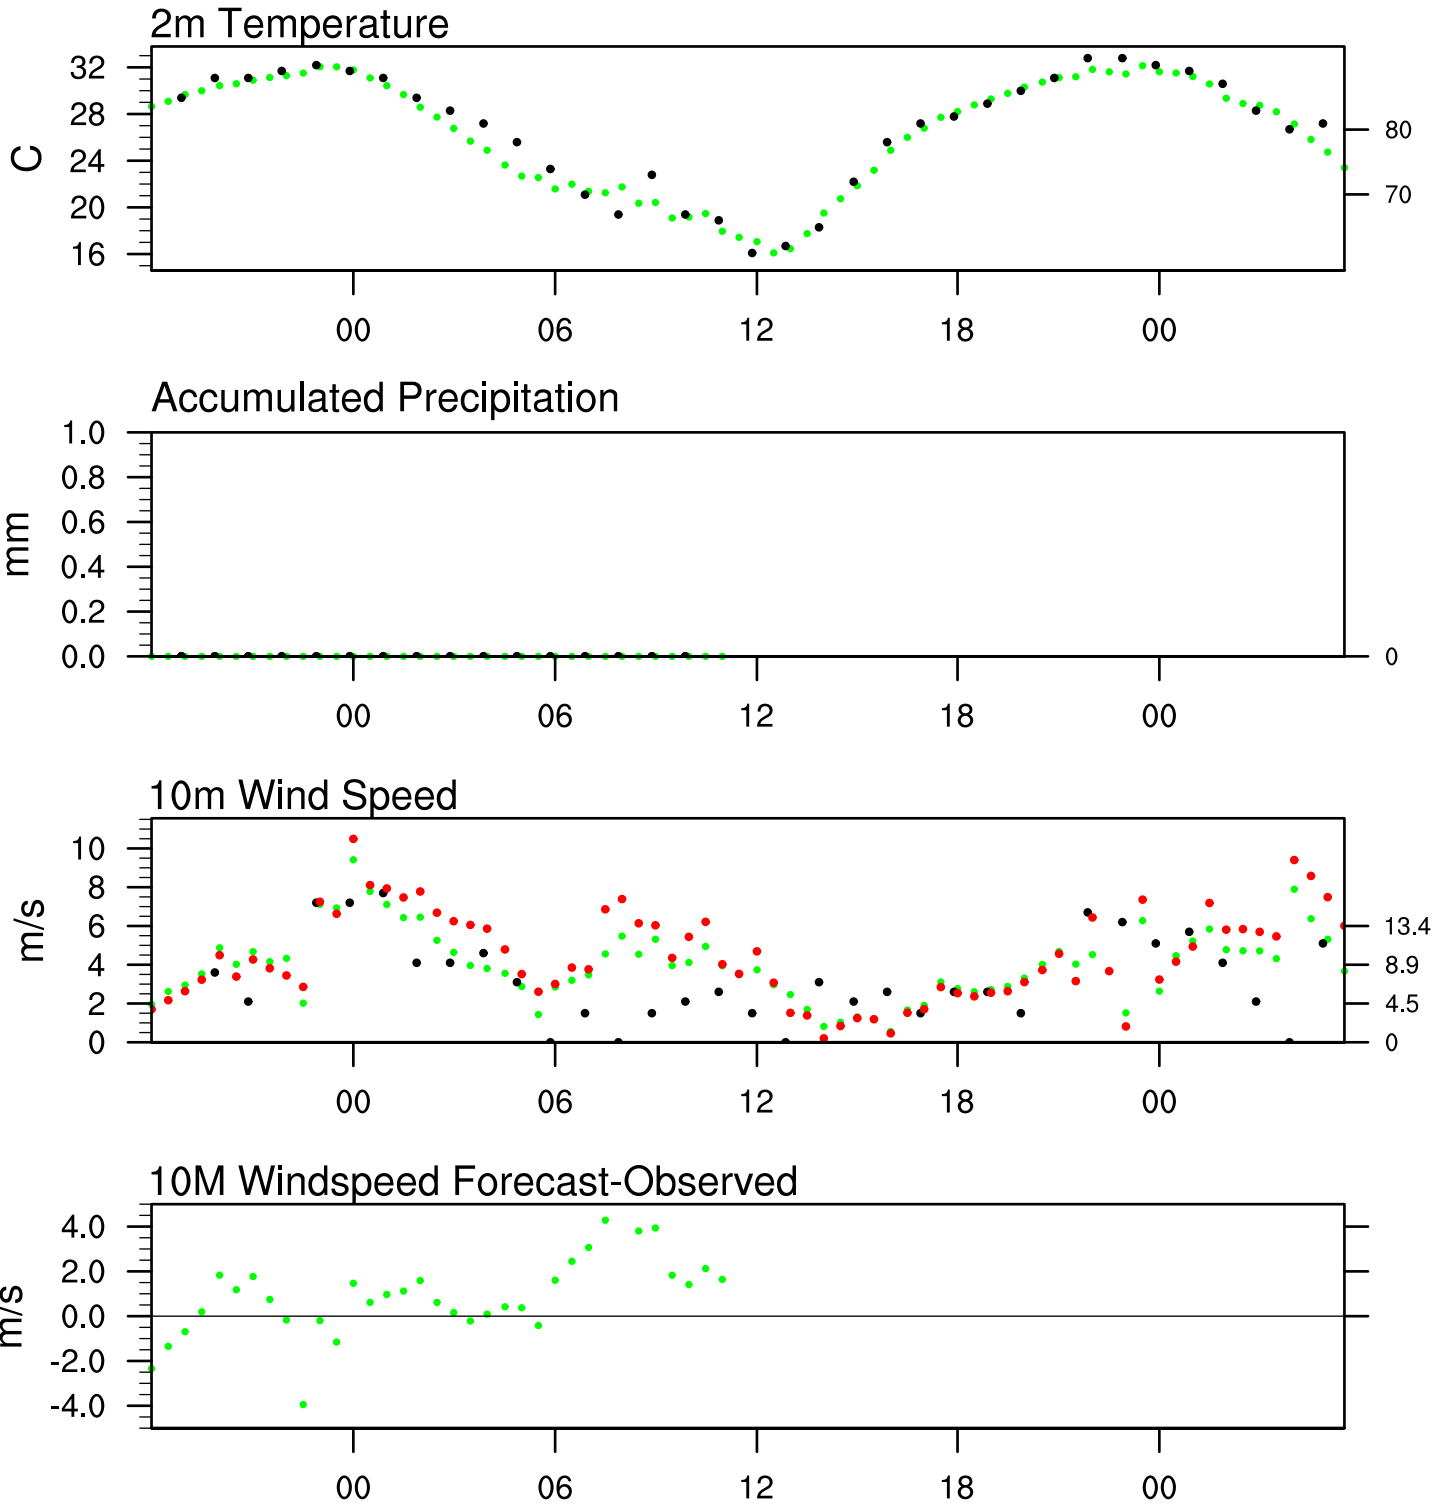 2m Temperature
32
28
24
20
16
C
80
70
00 06 12 18 00
Accumulated Precipitation
1.0
0.8
0.6
0.4
0.2
0.0
mm
0
00 06 12 18 00
10m Wind Speed
10
8
6
4
2
0
m/s
13.4
8.9
4.5
0
00 06 12 18 00
10M Windspeed Forecast-Observed
4.0
2.0
0.0
-2.0
-4.0
m/s
00 06 12 18 00